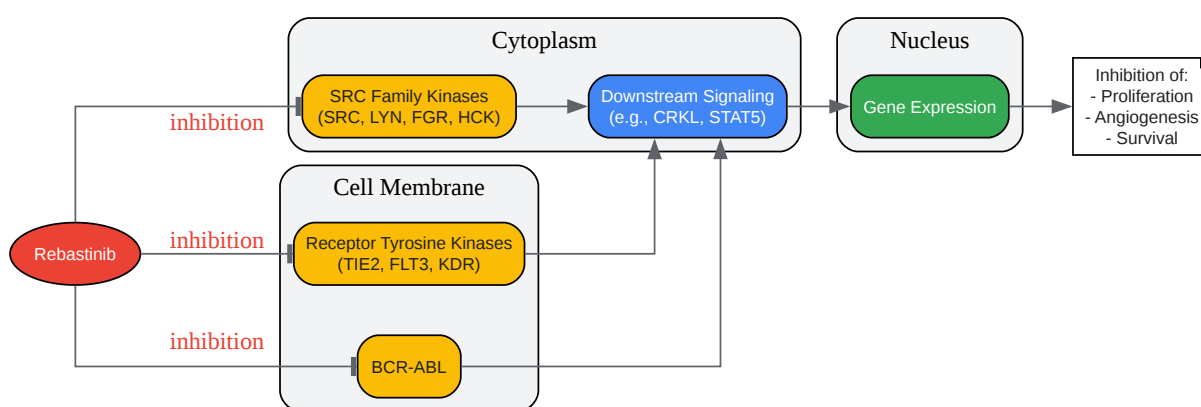 Cytoplasm
Nucleus
SRC Family Kinases
(SRC, LYN, FGR, HCK)
Downstream Signaling
(e.g., CRKL, STAT5)
Gene Expression
Inhibition of:
- Proliferation
- Angiogenesis
- Survival
inhibition
Cell Membrane
Rebastinib
inhibition
Receptor Tyrosine Kinases
(TIE2, FLT3, KDR)
inhibition
BCR-ABL